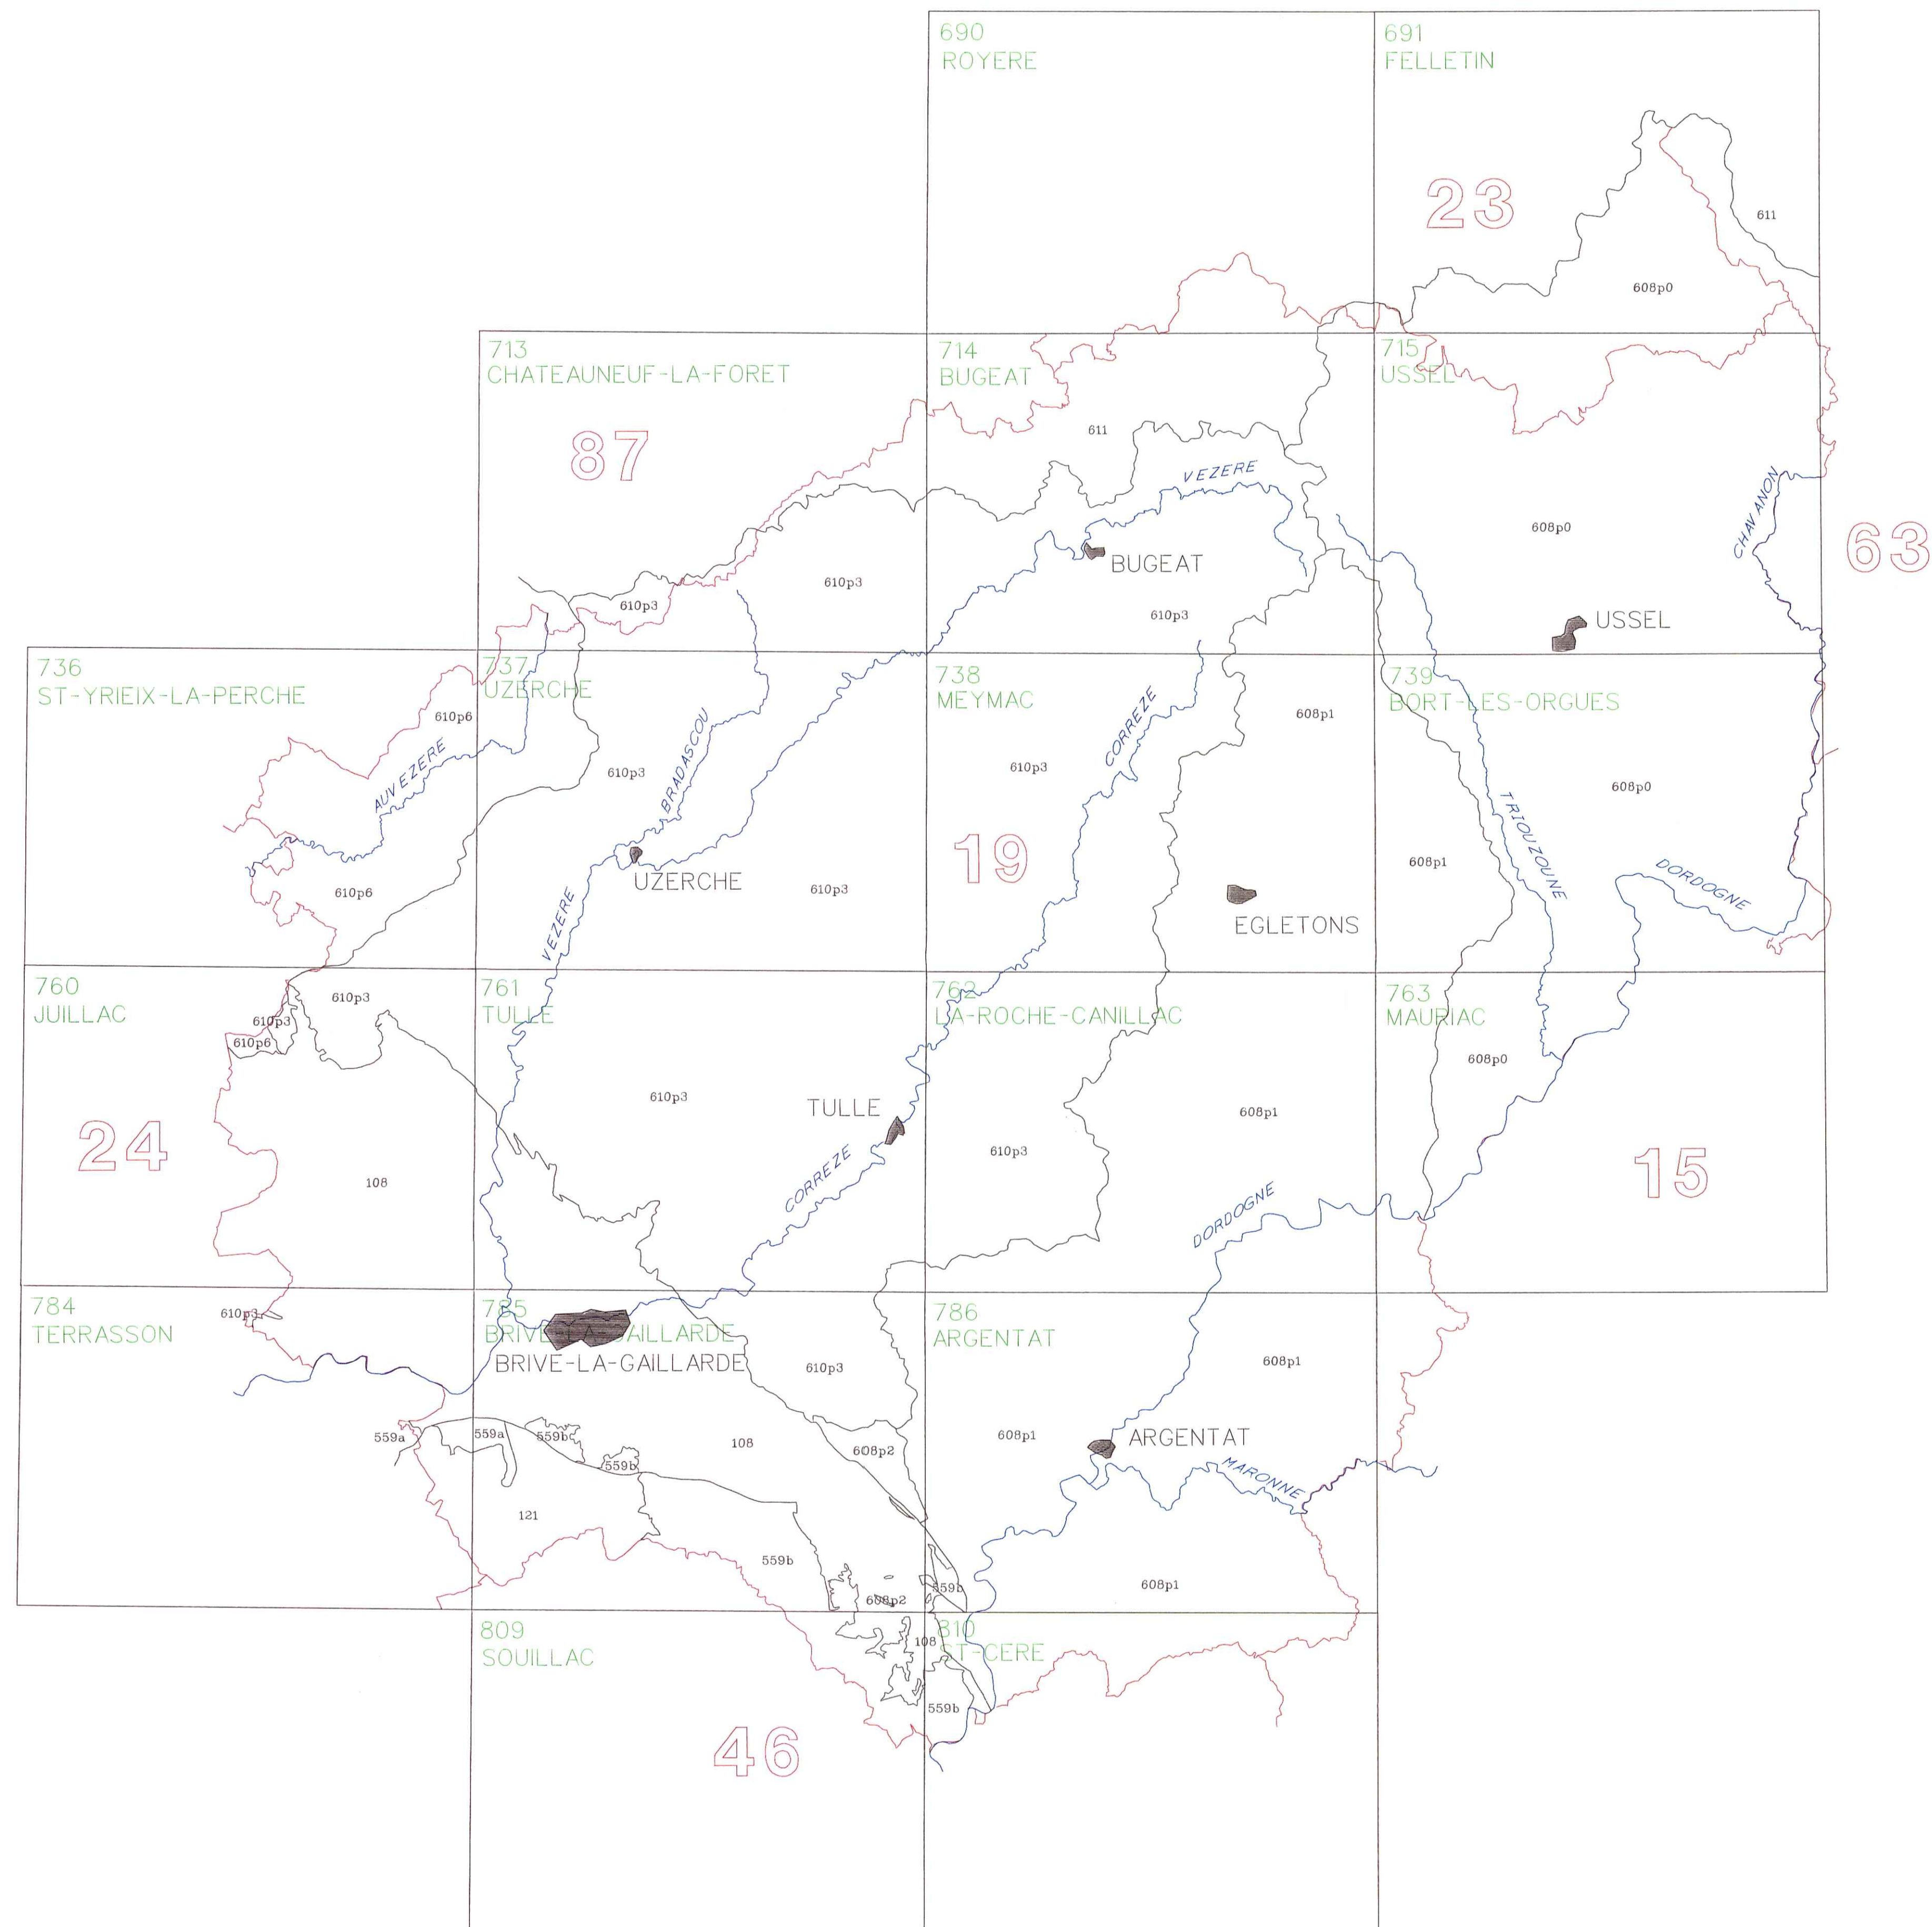 690
ROYERE
691
FELLETIN
23
611
608p0
713
CHATEAUNEUF-LA-FORET
87
714
BUGEAT
611
VEZERE
BUGEAT
610p3
610p3
610p3
715
USSEL
608p0
CHAVANON
63
USSEL
736
ST-YRIEIX-LA-PERCHE
610p6
AUVEZERE
610p6
737
UZERCHE
610p3
BRADASCOU
UZERCHE
610p3
VEZERE
738
MEYMAC
610p3
CORREZE
608p1
19
EGLETONS
739
BORT-LES-ORGUES
608p0
608p1
TRIOUZOUNE
DORDOGNE
760
JUILLAC
610p3
610p3
610p6
24
108
761
TULLE
610p3
TULLE
CORREZE
762
LA-ROCHE-CANILLAC
608p1
610p3
DORDOGNE
763
MAURIAC
608p0
15
784
TERRASSON
610p3
559a
785
BRIVE-LA-GAILLARDE
BRIVE-LA-GAILLARDE
610p3
559a
559b
559b
108
608p2
121
559b
608p2
786
ARGENTAT
608p1
608p1
ARGENTAT
MARONNE
559b
608p1
809
SOUILLAC
108
46
810
ST-CERE
559b